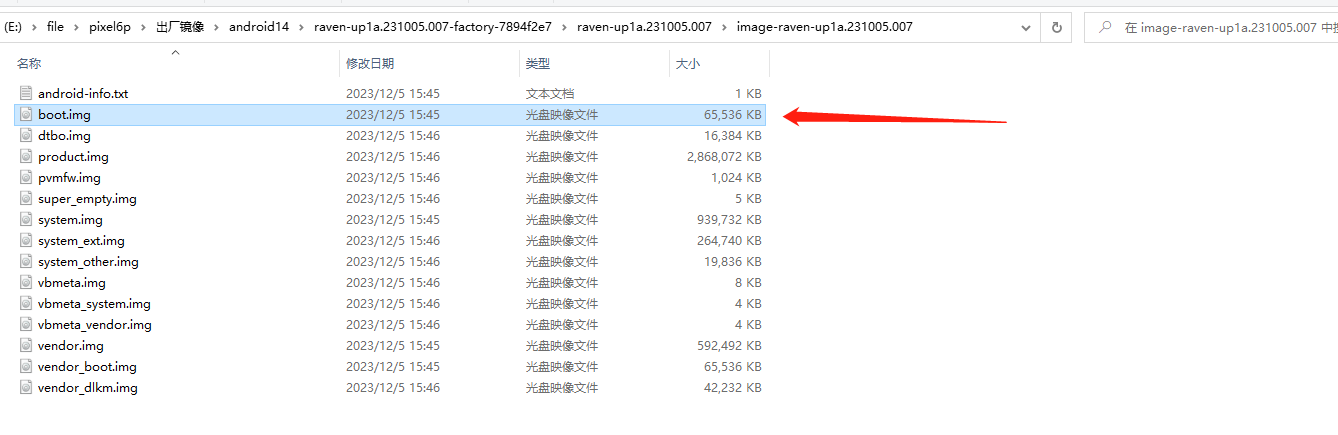 (E:) > file > pixel6p > 出厂镜像 > android14 > raven-up1a.231005.007-factory-7894f2e7 > raven-up1a.231005.007 > image-raven-up1a.231005.007 在 image-raven-up1a.231005.007 中
名称 修改日期 类型 大小
android-info.txt 2023/12/5 15:45 文本文档 1 KB
boot.img 2023/12/5 15:45 光盘映像文件 65,536 KB
dtbo.img 2023/12/5 15:46 光盘映像文件 16,384 KB
product.img 2023/12/5 15:46 光盘映像文件 2,868,072 KB
pvmfw.img 2023/12/5 15:46 光盘映像文件 1,024 KB
super_empty.img 2023/12/5 15:46 光盘映像文件 5 KB
system.img 2023/12/5 15:45 光盘映像文件 939,732 KB
system_ext.img 2023/12/5 15:46 光盘映像文件 264,740 KB
system_other.img 2023/12/5 15:46 光盘映像文件 19,836 KB
vbmeta.img 2023/12/5 15:46 光盘映像文件 8 KB
vbmeta_system.img 2023/12/5 15:46 光盘映像文件 4 KB
vbmeta_vendor.img 2023/12/5 15:46 光盘映像文件 4 KB
vendor.img 2023/12/5 15:45 光盘映像文件 592,492 KB
vendor_boot.img 2023/12/5 15:45 光盘映像文件 65,536 KB
vendor_dlkm.img 2023/12/5 15:46 光盘映像文件 42,232 KB